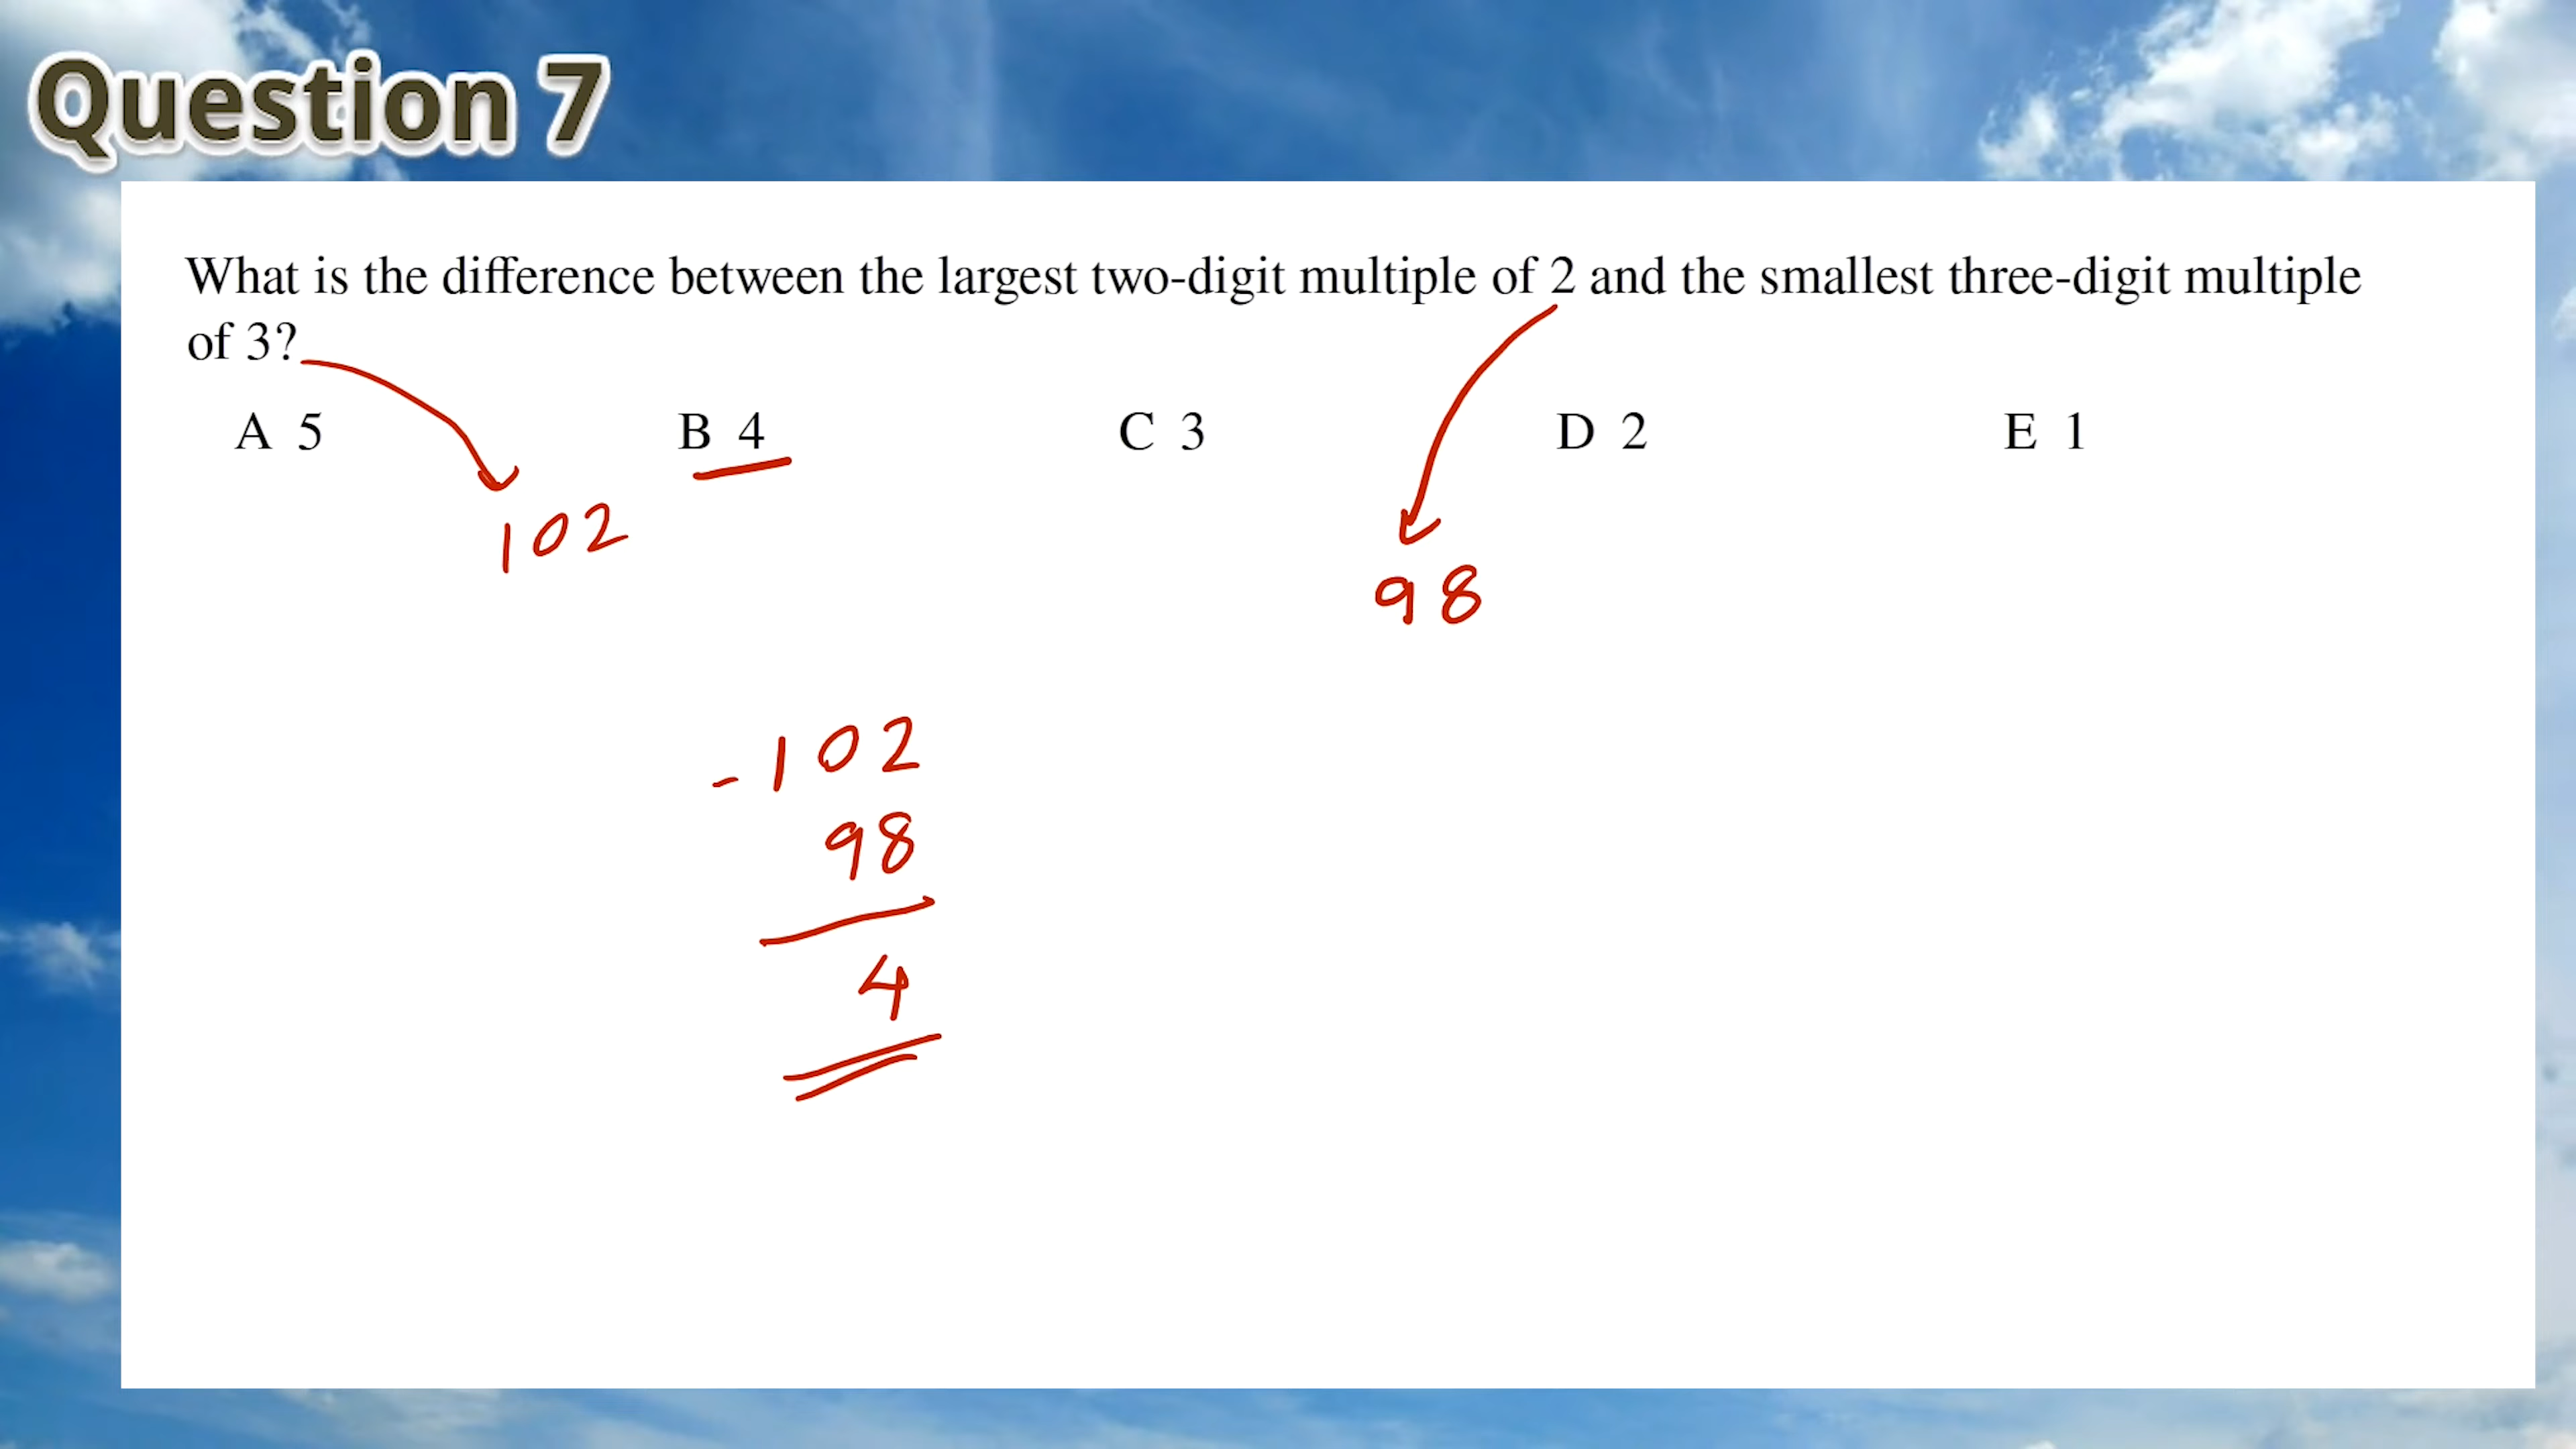 Question 7
What is the difference between the largest two-digit multiple of 2 and the smallest three-digit multiple
of 3?
A 5 B 4 C 3 D 2 E 1
102
98
- 102
98
4